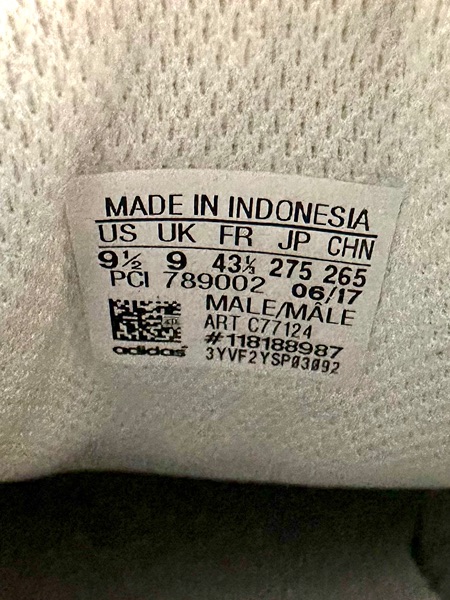 MADE IN INDONESIA
US UK FR JP CHN
9½ 9 43⅓ 275 265
PCI 789002 06/17
MALE/MÂLE
ART C77124
#118188987
adidas 3YVF2YSP03092